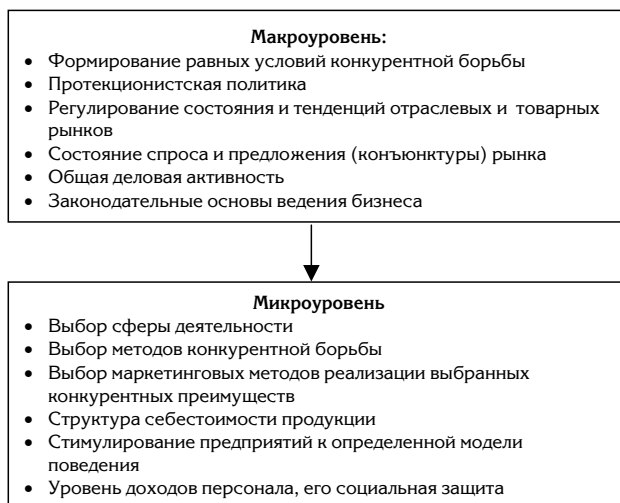 Макроуровень:
• Формирование равных условий конкурентной борьбы
• Протекционистская политика
• Регулирование состояния и тенденций отраслевых и товарных
рынков
• Состояние спроса и предложения (конъюнктуры) рынка
• Общая деловая активность
• Законодательные основы ведения бизнеса
Микроуровень
• Выбор сферы деятельности
• Выбор методов конкурентной борьбы
• Выбор маркетинговых методов реализации выбранных
конкурентных преимуществ
• Структура себестоимости продукции
• Стимулирование предприятий к определенной модели
поведения
• Уровень доходов персонала, его социальная защита